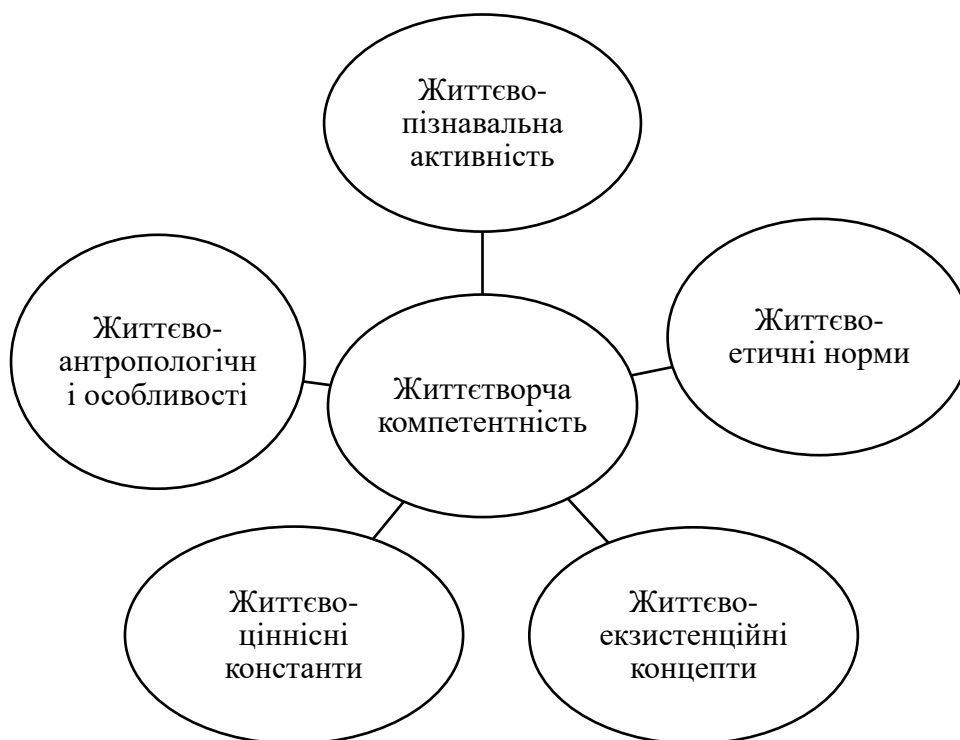 Життєво-
пізнавальна
активність
Життєво-
етичні норми
Життєво-
антропологічн
і особливості
Життєтворча
компетентність
Життєво-
ціннісні
константи
Життєво-
екзистенційні
концепти